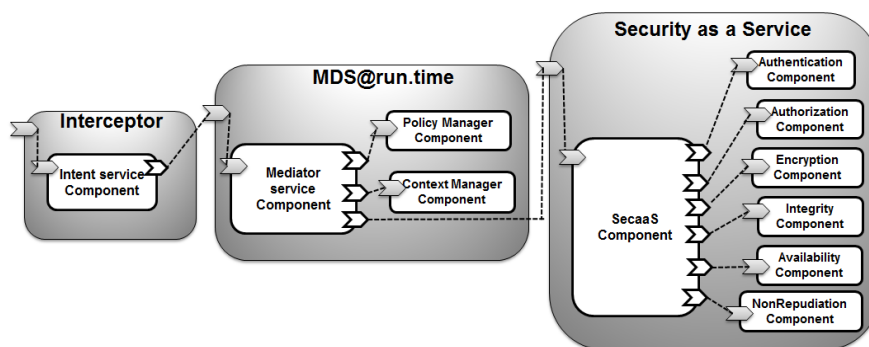 Interceptor
Intent service
Component
MDS@run.time
Mediator
service
Component
Policy Manager
Component
Context Manager
Component
Security as a Service
SecaaS
Component
Authentication
Component
Authorization
Component
Encryption
Component
Integrity
Component
Availability
Component
NonRepudiation
Component